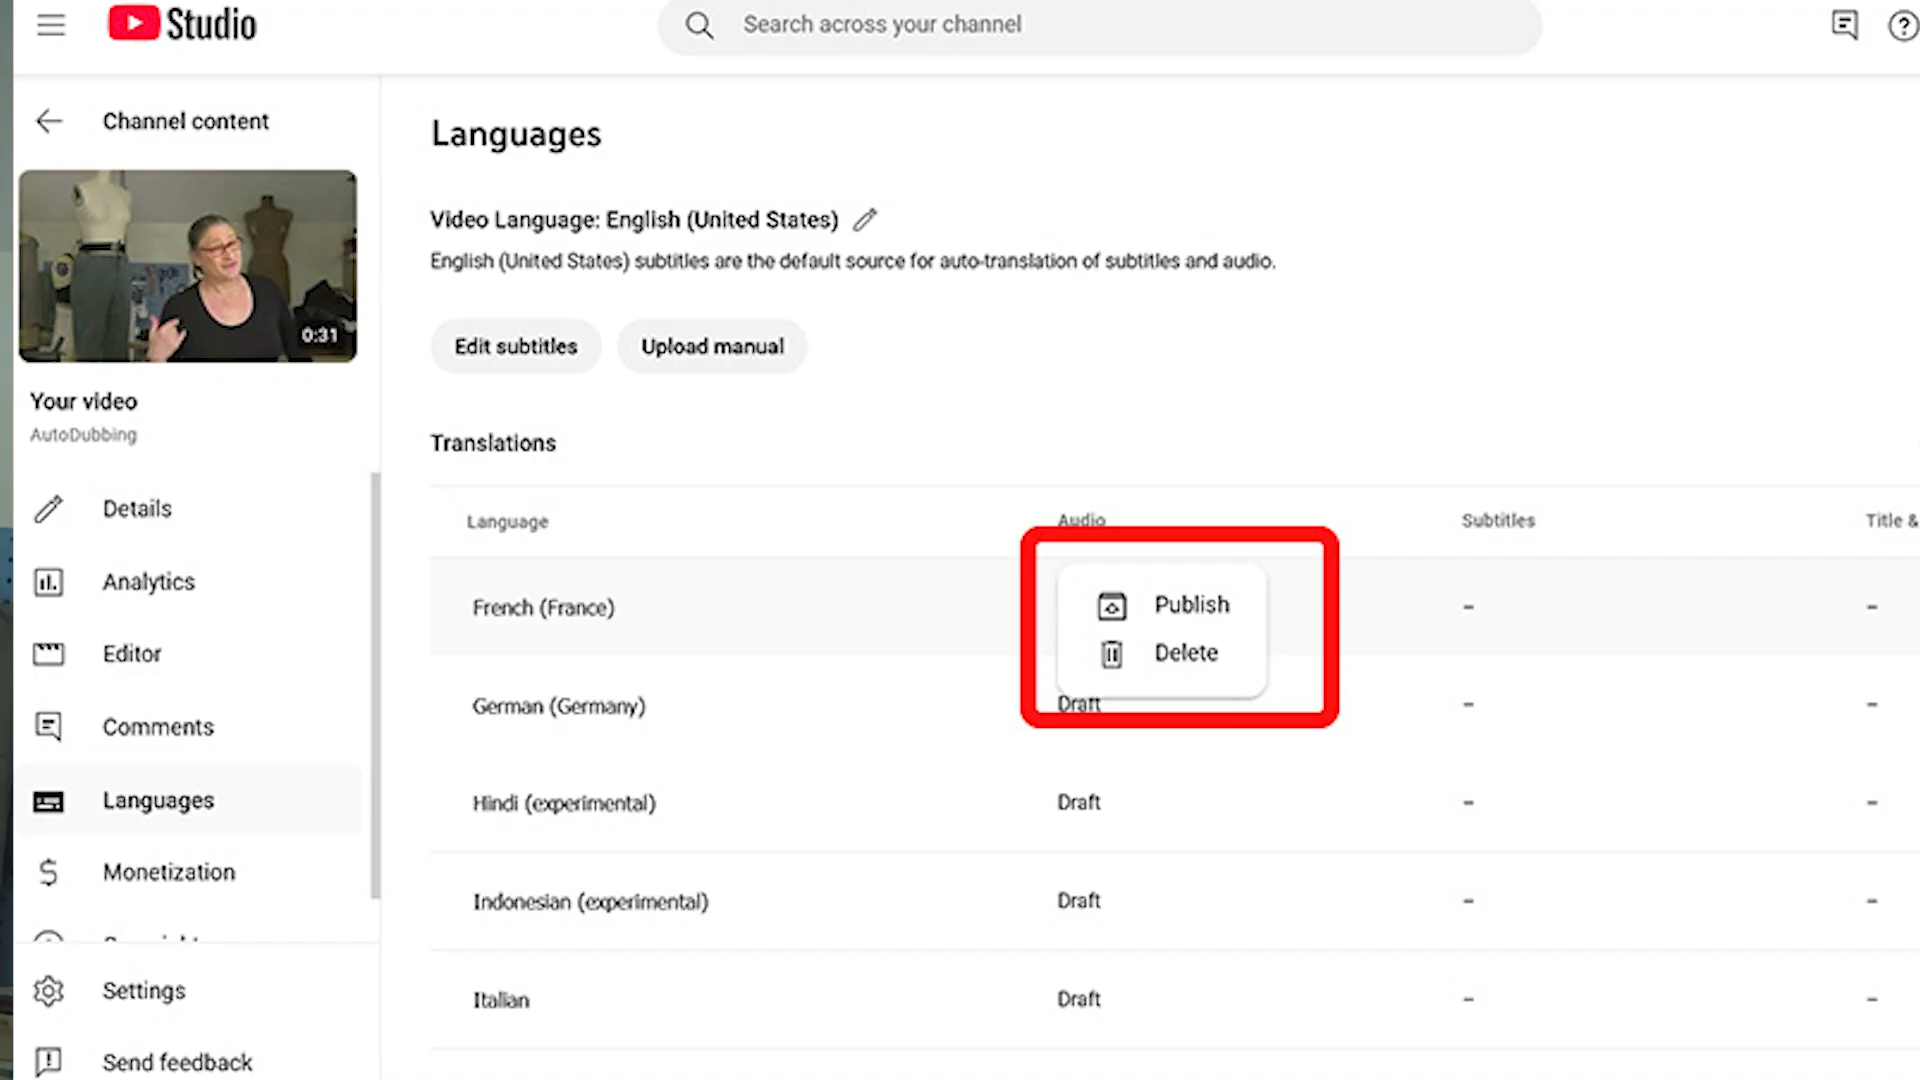 Studio
Search across your channel
Channel content
Languages
0:31
Video Language: English (United States)
English (United States) subtitles are the default source for auto-translation of subtitles and audio.
Edit subtitles
Upload manual
Your video
AutoDubbing
Translations
Details
Analytics
Editor
Comments
Languages
Monetization
Settings
Send feedback
Language
Audio
Subtitles
Title &
French (France)
Publish
Delete
–
–
German (Germany)
Draft
–
–
Hindi (experimental)
Draft
–
–
Indonesian (experimental)
Draft
–
–
Italian
Draft
–
–